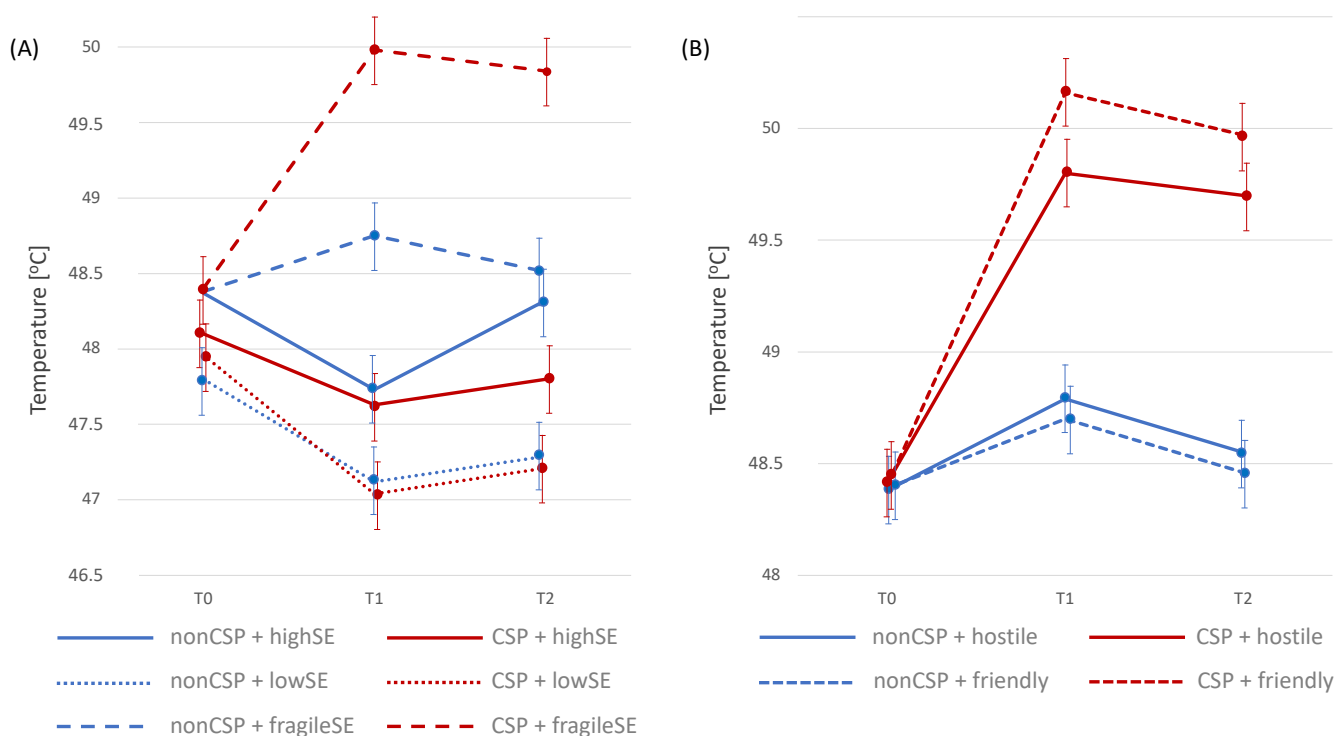 (A)
Temperature [ºC]
50
49.5
49
48.5
48
47.5
47
46.5
T0 T1 T2
nonCSP + highSE CSP + highSE
nonCSP + lowSE CSP + lowSE
nonCSP + fragileSE CSP + fragileSE
(B)
Temperature [ºC]
50
49.5
49
48.5
48
T0 T1 T2
nonCSP + hostile CSP + hostile
nonCSP + friendly CSP + friendly